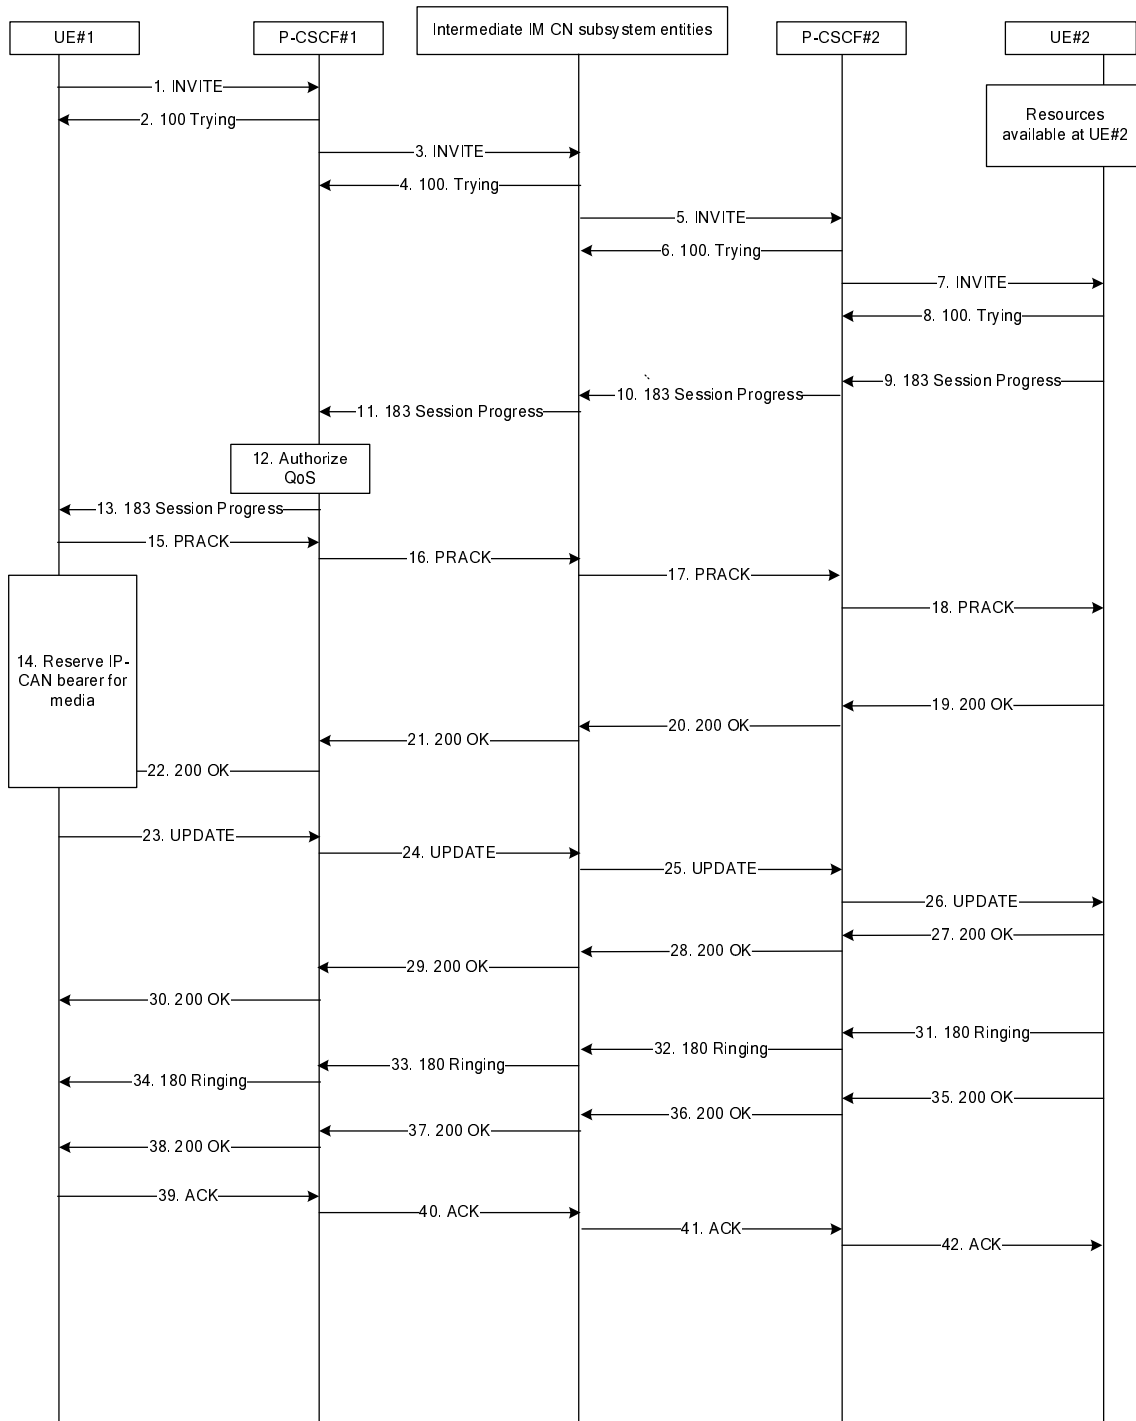 UE#1
P-CSCF#1
Intermediate IM CN subsystem entities
P-CSCF#2
UE#2
1. INVITE
Resources
available at UE#2
2. 100 Trying
3. INVITE
4. 100. Trying
5. INVITE
6. 100. Trying
7. INVITE
8. 100. Trying
9. 183 Session Progress
10. 183 Session Progress
11. 183 Session Progress
12. Authorize
QoS
13. 183 Session Progress
15. PRACK
16. PRACK
17. PRACK
18. PRACK
14. Reserve IP-
CAN bearer for
media
19. 200 OK
20. 200 OK
21. 200 OK
22. 200 OK
23. UPDATE
24. UPDATE
25. UPDATE
26. UPDATE
27. 200 OK
28. 200 OK
29. 200 OK
30. 200 OK
31. 180 Ringing
32. 180 Ringing
33. 180 Ringing
34. 180 Ringing
35. 200 OK
36. 200 OK
37. 200 OK
38. 200 OK
39. ACK
40. ACK
41. ACK
42. ACK